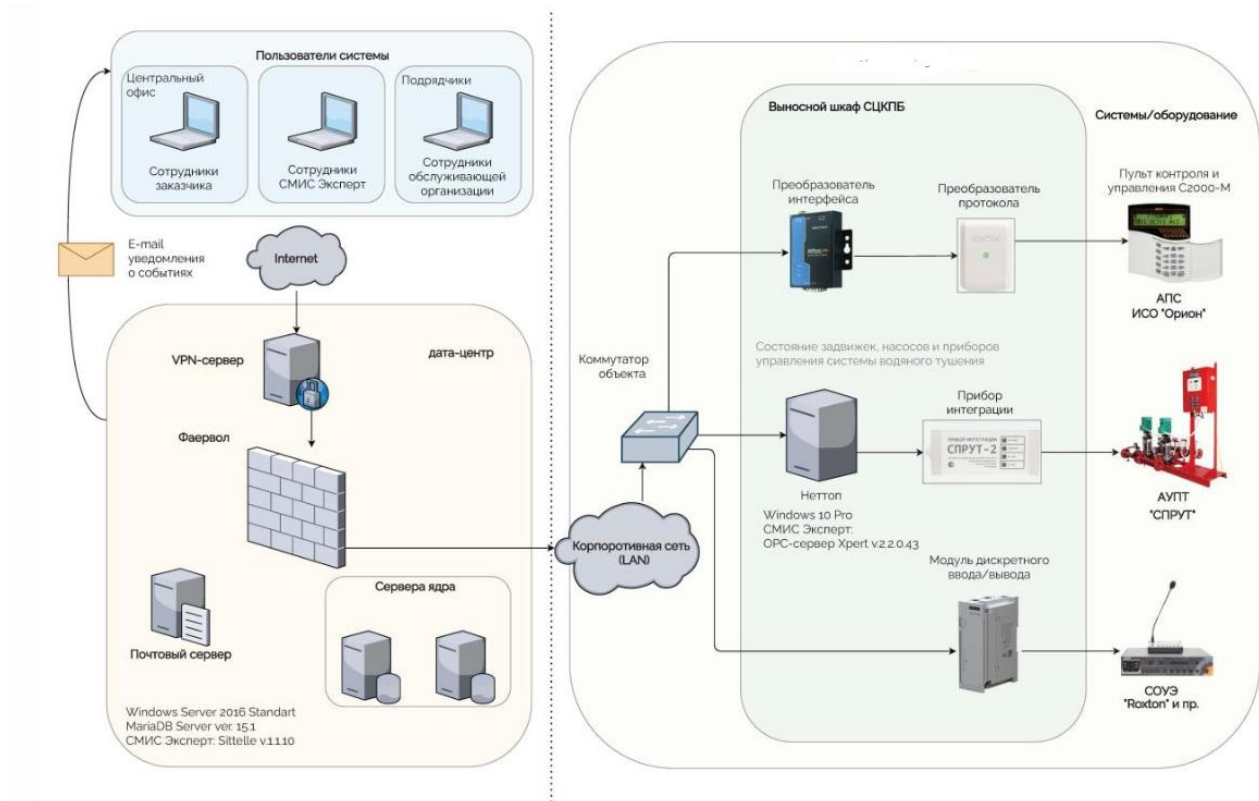 Пользователи системы
Центральный
офис
Сотрудники
заказчика
Сотрудники
СМИС Эксперт
Подрядчики
Сотрудники
обслуживающей
организации
E-mail
уведомления
о событиях
Internet
VPN-сервер
дата-центр
Фаервол
Почтовый сервер
Сервера ядра
Windows Server 2016 Standart
MariaDB Server ver. 15.1
СМИС Эксперт: Sittelle v.1.1.10
Корпоротивная сеть
(LAN)
Коммутатор
объекта
Выносной шкаф СЦКПБ
Преобразователь
интерфейса
Преобразователь
протокола
Состояние задвижек, насосов и приборов
управления системы водяного тушения
Неттоп
Windows 10 Pro
СМИС Эксперт:
OPC-сервер Xpert v.2.2.0.43
Прибор
интеграции
ПРИБОР ИНТЕГРАЦИИ
СПРУТ-2
Модуль дискретного
ввода/вывода
Системы/оборудование
Пульт контроля и
управления С2000-М
АПС
ИСО "Орион"
АУПТ
"СПРУТ"
СОУЭ
"Roxton" и пр.